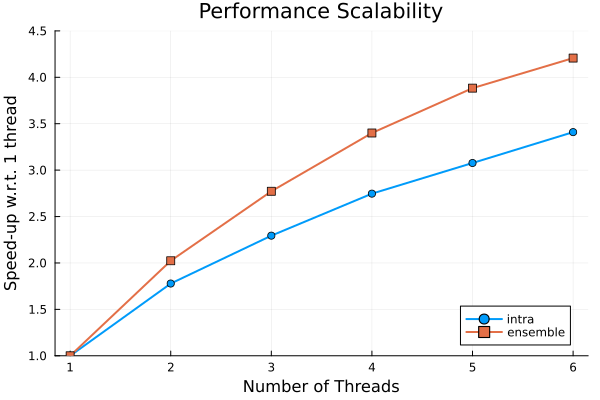 Performance Scalability
Speed-up w.r.t. 1 thread
4.5
4.0
3.5
3.0
2.5
2.0
1.5
1.0
1 2 3 4 5 6
Number of Threads
intra
ensemble